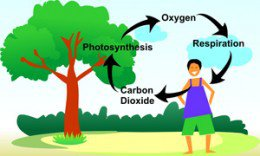 Oxygen
Photosynthesis
Respiration
Carbon
Dioxide